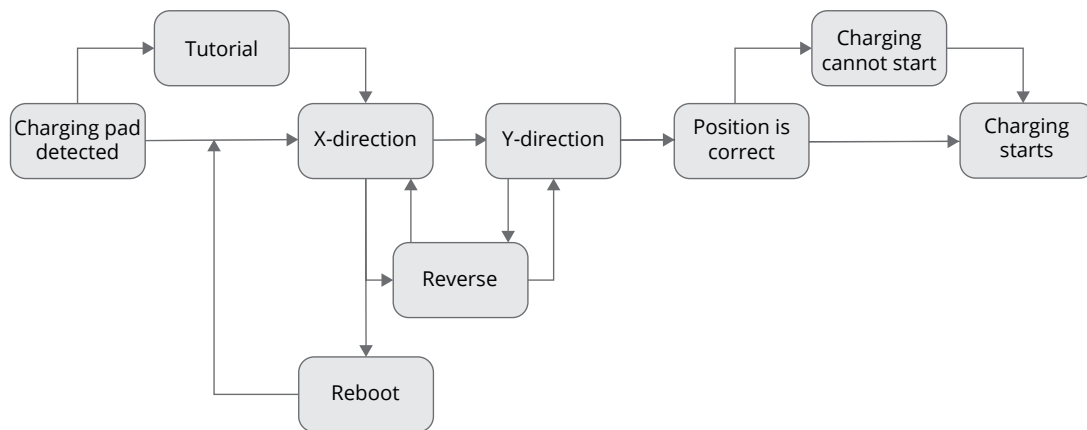 Tutorial
Charging
cannot start
Charging pad
detected
X-direction
Y-direction
Position is
correct
Charging
starts
Reverse
Reboot